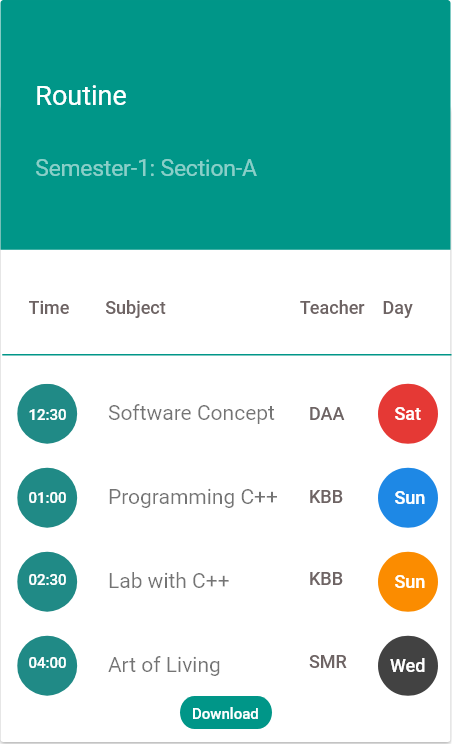 Routine
Semester-1: Section-A
Time Subject Teacher Day
12:30 Software Concept DAA Sat
01:00 Programming C++ KBB Sun
02:30 Lab with C++ KBB Sun
04:00 Art of Living SMR Wed
Download